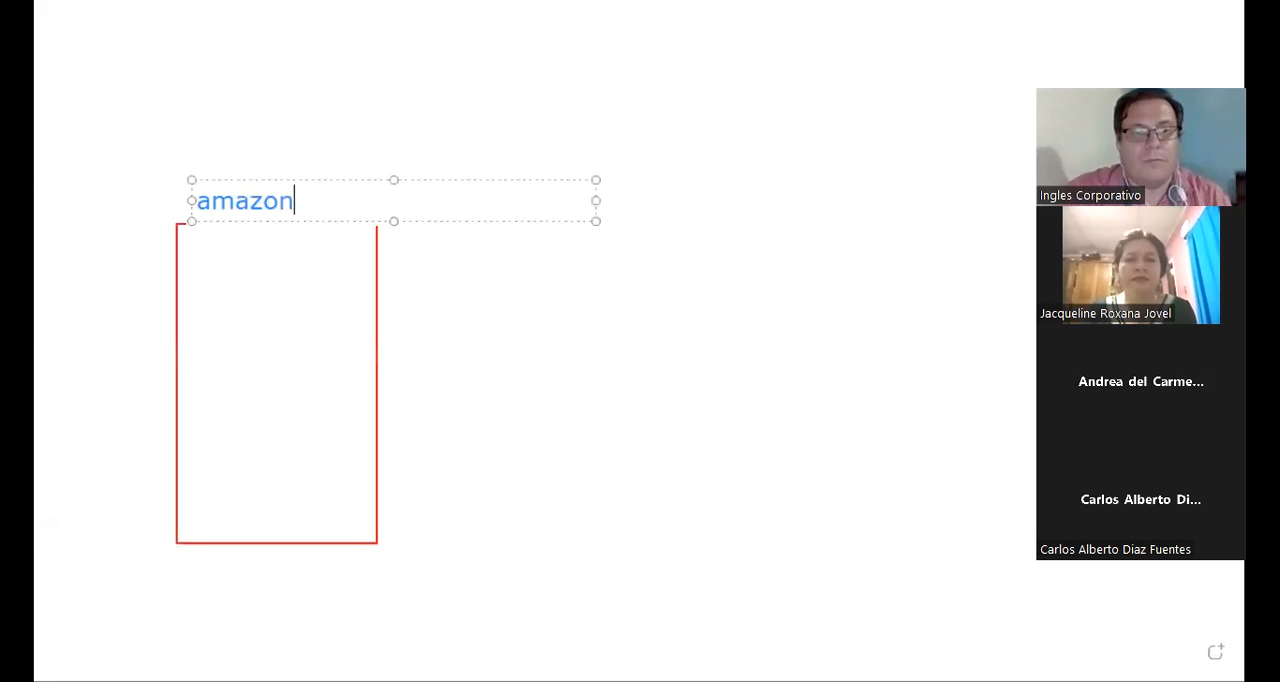 amazon
Ingles Corporativo
Jacqueline Roxana Jovel
Andrea del Carme...
Carlos Alberto Di...
Carlos Alberto Diaz Fuentes